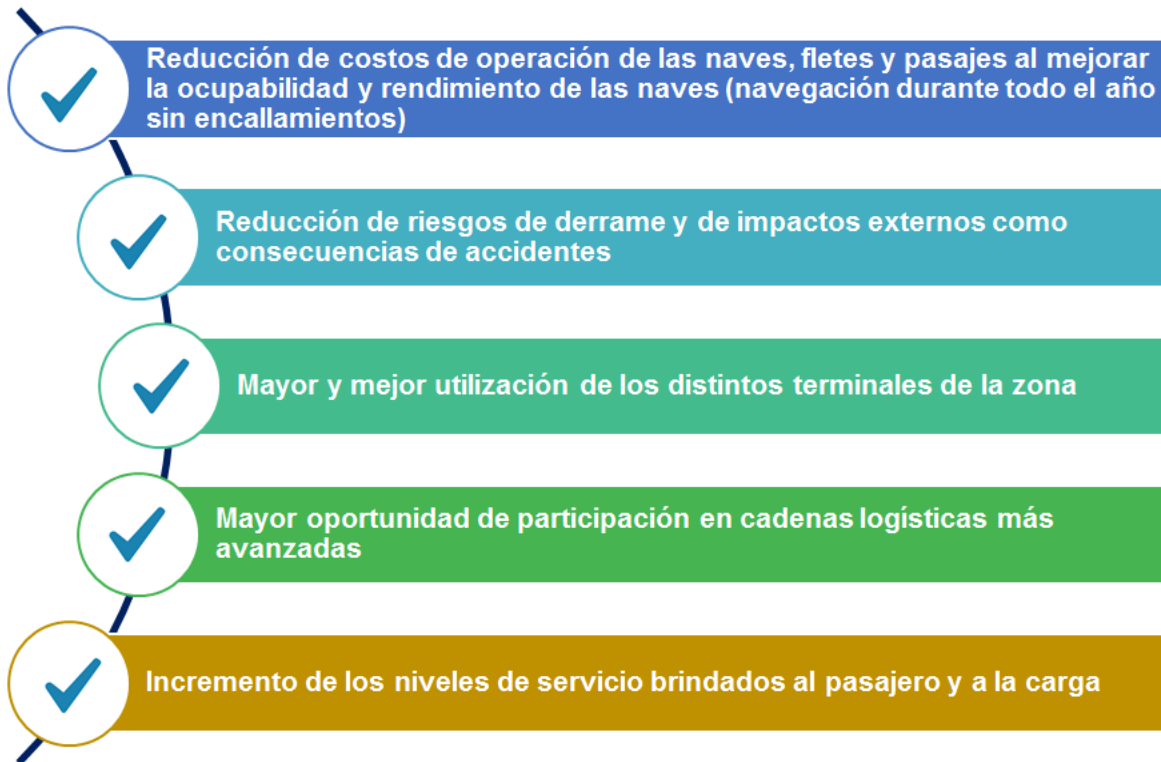 Reducción de costos de operación de las naves, fletes y pasajes al mejorar
la ocupabilidad y rendimiento de las naves (navegación durante todo el año
sin encallamientos)
Reducción de riesgos de derrame y de impactos externos como
consecuencias de accidentes
Mayor y mejor utilización de los distintos terminales de la zona
Mayor oportunidad de participación en cadenas logísticas más
avanzadas
Incremento de los niveles de servicio brindados al pasajero y a la carga